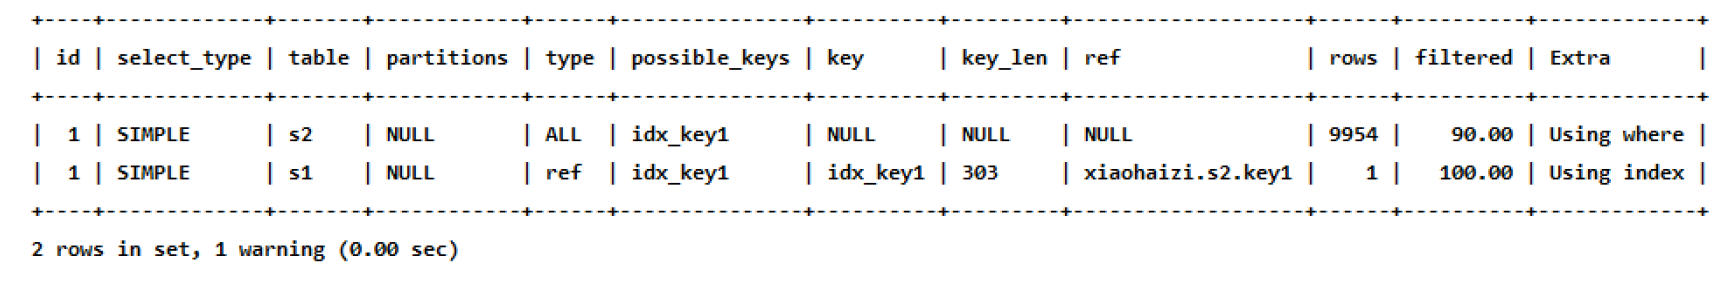 +----+-------------+-------+------------+------+---------------+----------+---------+-------------------+------+----------+-------------+
| id | select_type | table | partitions | type | possible_keys | key      | key_len | ref               | rows | filtered | Extra       |
+----+-------------+-------+------------+------+---------------+----------+---------+-------------------+------+----------+-------------+
|  1 | SIMPLE      | s2    | NULL       | ALL  | idx_key1      | NULL     | NULL    | NULL              | 9954 |    90.00 | Using where |
|  1 | SIMPLE      | s1    | NULL       | ref  | idx_key1      | idx_key1 | 303     | xiaohaizi.s2.key1 |    1 |   100.00 | Using index |
+----+-------------+-------+------------+------+---------------+----------+---------+-------------------+------+----------+-------------+
2 rows in set, 1 warning (0.00 sec)